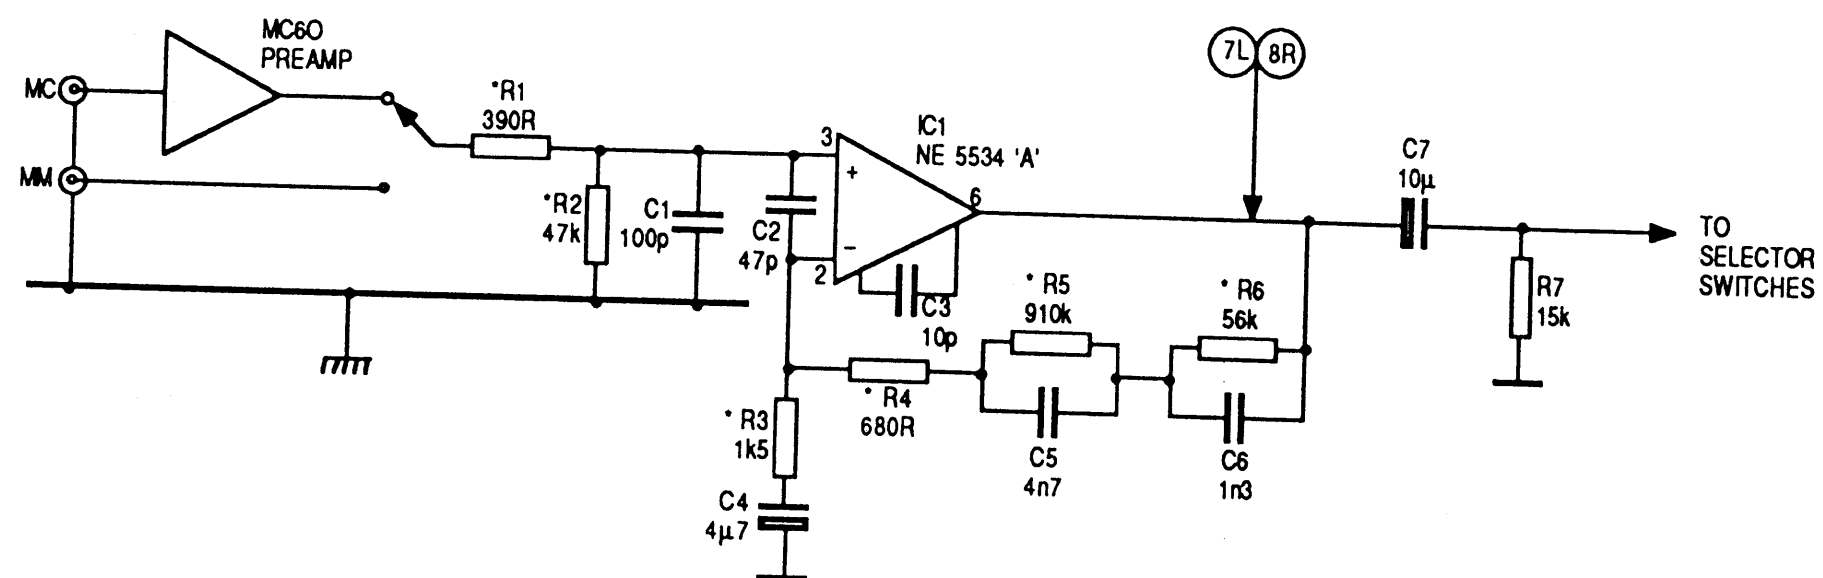 MC60
PREAMP
MC
MM
*R1
390R
*R2
47k
C1
100p
C2
47p
3
+
−
2
IC1
NE 5534 'A'
6
C3
10p
7L
8R
C7
10µ
TO
SELECTOR
SWITCHES
R7
15k
* R5
910k
* R6
56k
* R4
680R
C5
4n7
C6
1n3
* R3
1k5
C4
4µ7